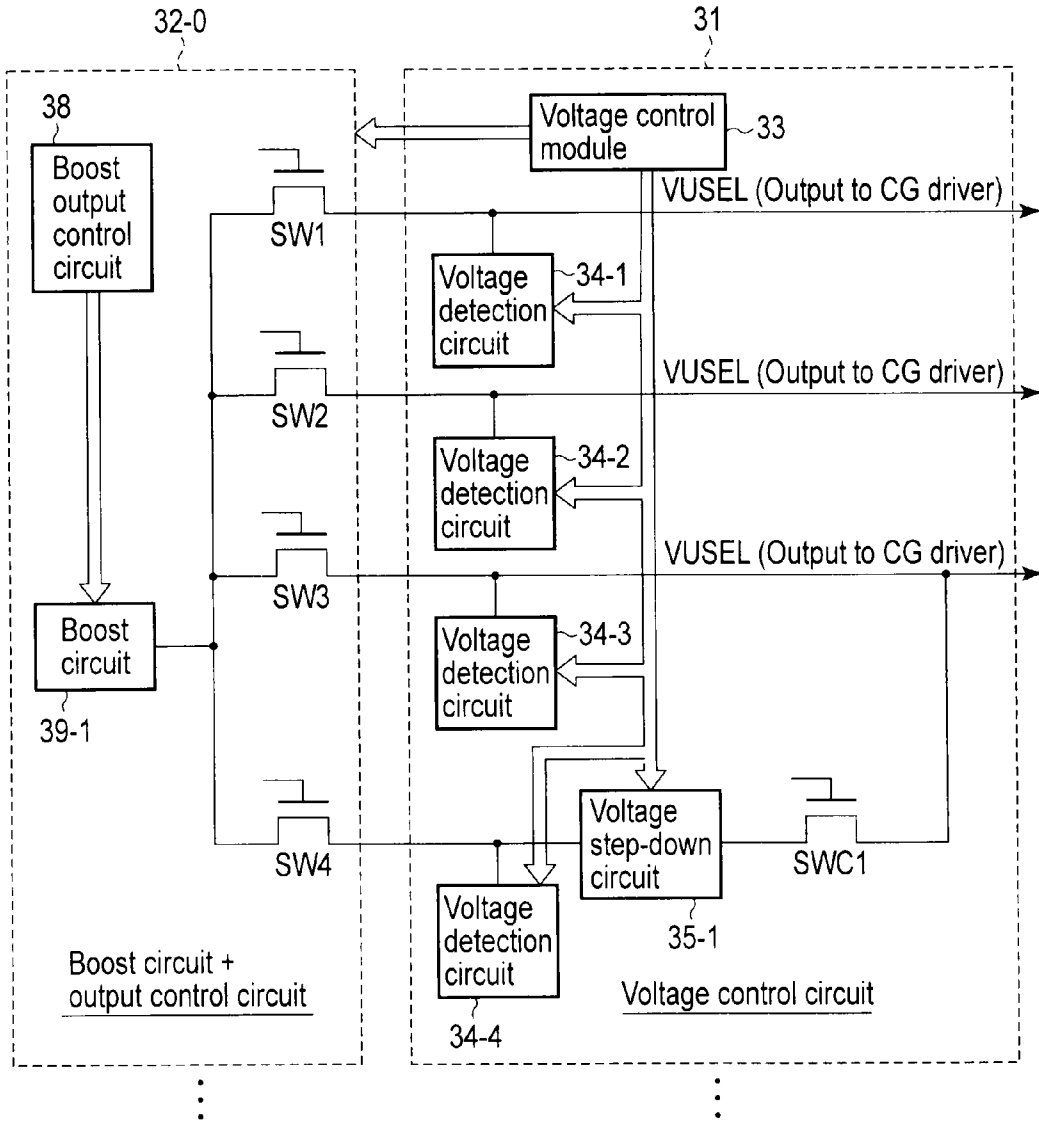 32-0
31
38
Boost
output
control
circuit
Voltage control
module
33
VUSEL (Output to CG driver)
SW1
Voltage
detection
circuit
34-1
VUSEL (Output to CG driver)
SW2
Voltage
detection
circuit
34-2
VUSEL (Output to CG driver)
SW3
Boost
circuit
39-1
Voltage
detection
circuit
34-3
SW4
Voltage
step-down
circuit
35-1
SWC1
Voltage
detection
circuit
34-4
Boost circuit +
output control circuit
Voltage control circuit